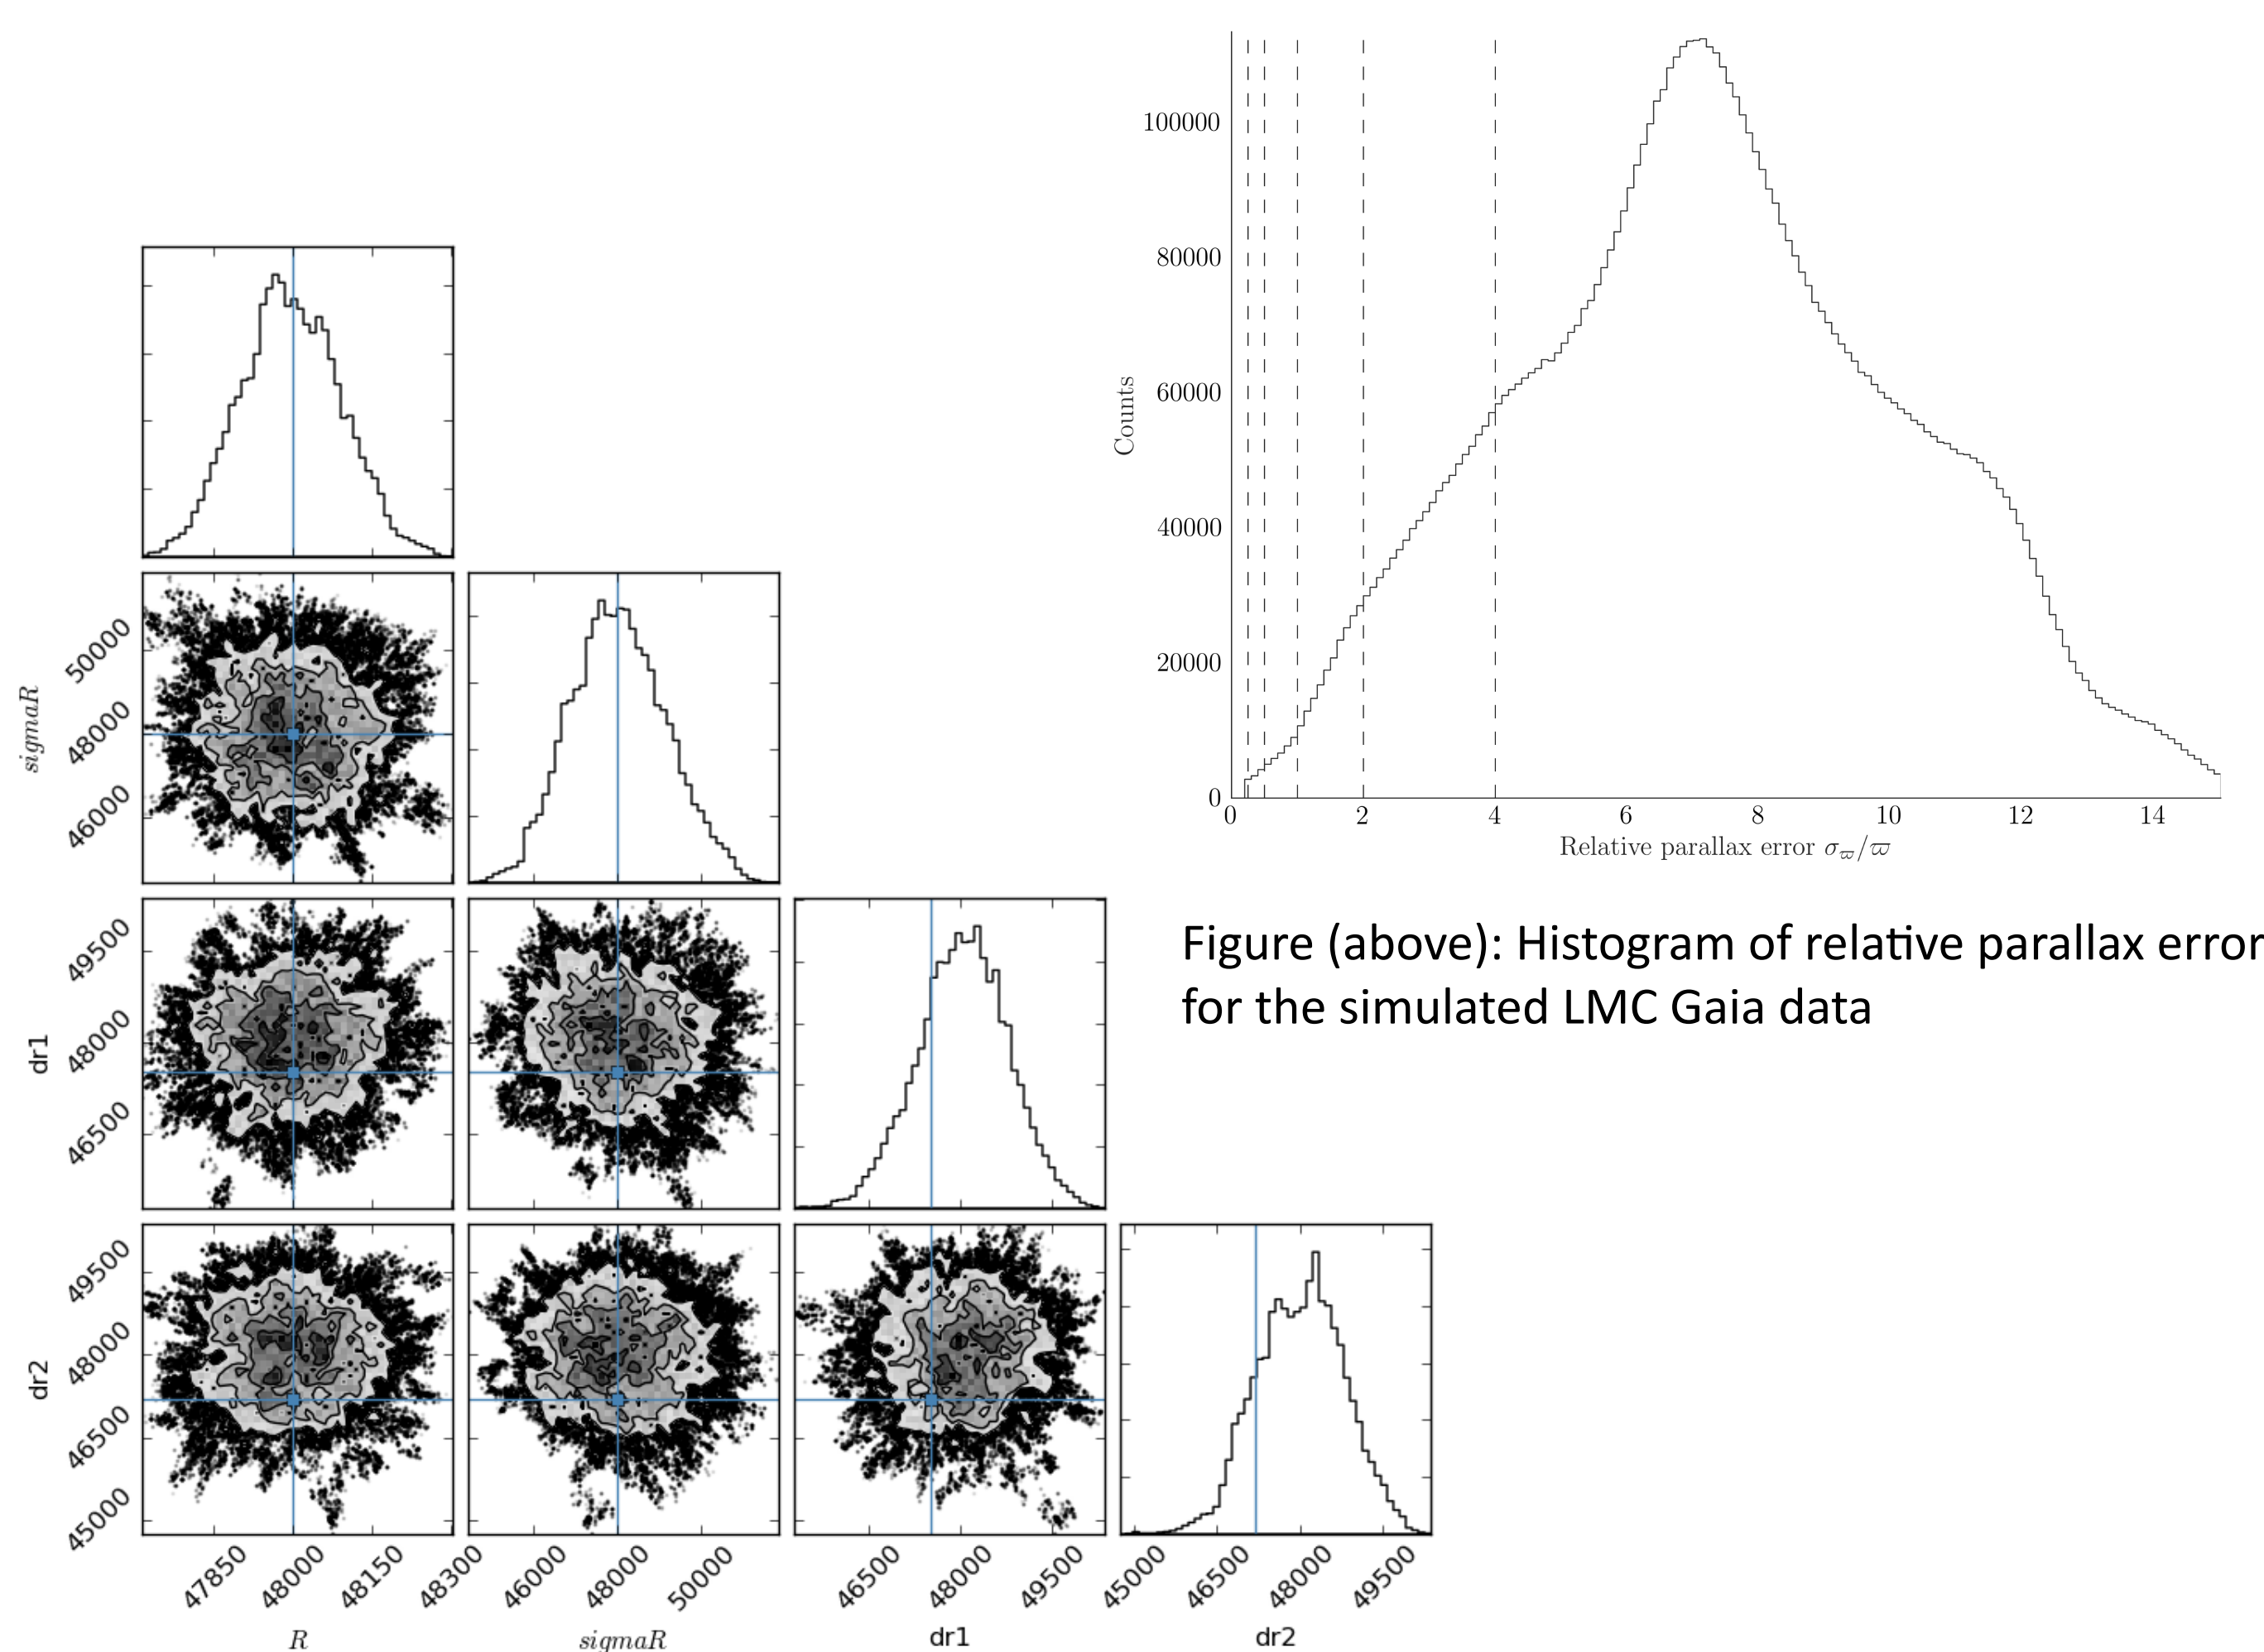 100000
80000
60000
40000
20000
0
Counts
0 2 4 6 8 10 12 14
Relative parallax error σ_ϖ/ϖ
Figure (above): Histogram of relative parallax error
for the simulated LMC Gaia data
sigmaR
50000
48000
46000
dr1
49500
48000
46500
dr2
49500
48000
46500
45000
47850 48000 48150 48300
46000 48000 50000
46500 48000 49500
45000 46500 48000 49500
R
sigmaR
dr1
dr2